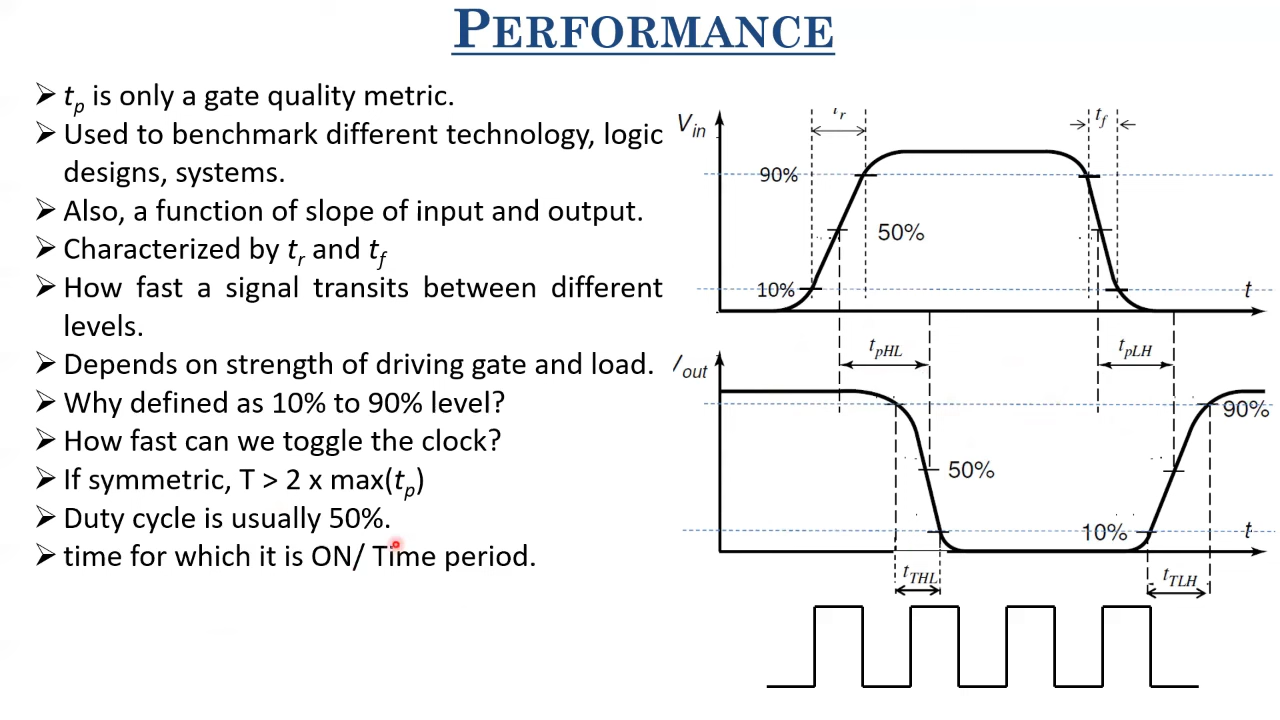 PERFORMANCE
➢ tp is only a gate quality metric.
➢ Used to benchmark different technology, logic
designs, systems.
➢ Also, a function of slope of input and output.
➢ Characterized by tr and tf
➢ How fast a signal transits between different
levels.
➢ Depends on strength of driving gate and load.
➢ Why defined as 10% to 90% level?
➢ How fast can we toggle the clock?
➢ If symmetric, T > 2 x max(tp)
➢ Duty cycle is usually 50%.
➢ time for which it is ON/ Time period.
Vin
tr
tf
90%
50%
10%
t
tpHL
tpLH
Vout
90%
50%
10%
t
tTHL
tTLH